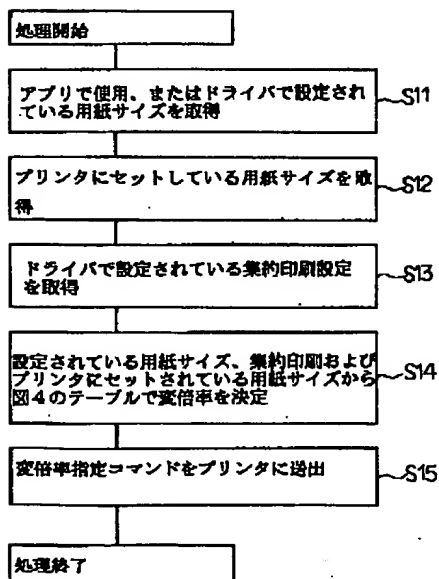 処理開始
アプリで使用、またはドライバで設定され
ている用紙サイズを取得
S11
プリンタにセットしている用紙サイズを取
得
S12
ドライバで設定されている集約印刷設定
を取得
S13
設定されている用紙サイズ、集約印刷および
プリンタにセットされている用紙サイズから
図4のテーブルで変倍率を決定
S14
変倍率指定コマンドをプリンタに送出
S15
処理終了